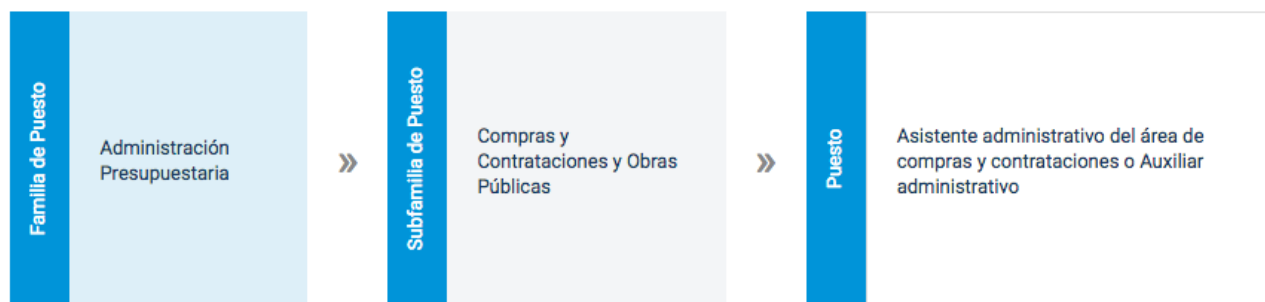 Familia de Puesto
Administración
Presupuestaria
»
Subfamilia de Puesto
Compras y
Contrataciones y Obras
Públicas
»
Puesto
Asistente administrativo del área de
compras y contrataciones o Auxiliar
administrativo